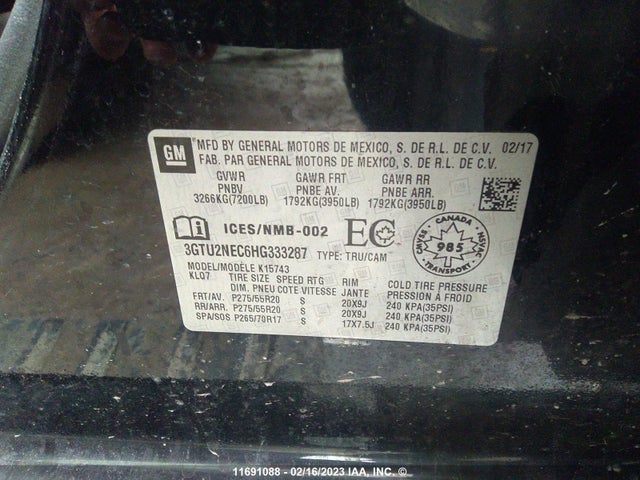 GM
MFD BY GENERAL MOTORS DE MEXICO, S. DE R.L. DE C.V. 02/17
FAB. PAR GENERAL MOTORS DE MEXICO, S. DE R.L. DE C.V.
GVWR GAWR FRT GAWR RR
PNBV PNBE AV. PNBE ARR.
3266KG(7200LB) 1792KG(3950LB) 1792KG(3950LB)
ICES/NMB-002 EC
CANADA
CMVSS 985 NSVAC
TRANSPORT
3GTU2NEC6HG333287 TYPE: TRU/CAM
MODEL/MODÈLE K15743
KLQ7 TIRE SIZE SPEED RTG RIM COLD TIRE PRESSURE
DIM. PNEU COTE VITESSE JANTE PRESSION À FROID
FRT/AV. P275/55R20 S 20X9J 240 KPA(35PSI)
RR/ARR. P275/55R20 S 20X9J 240 KPA(35PSI)
SPA/SOS P265/70R17 S 17X7.5J 240 KPA(35PSI)
11691088 - 02/16/2023 IAA, INC. ©